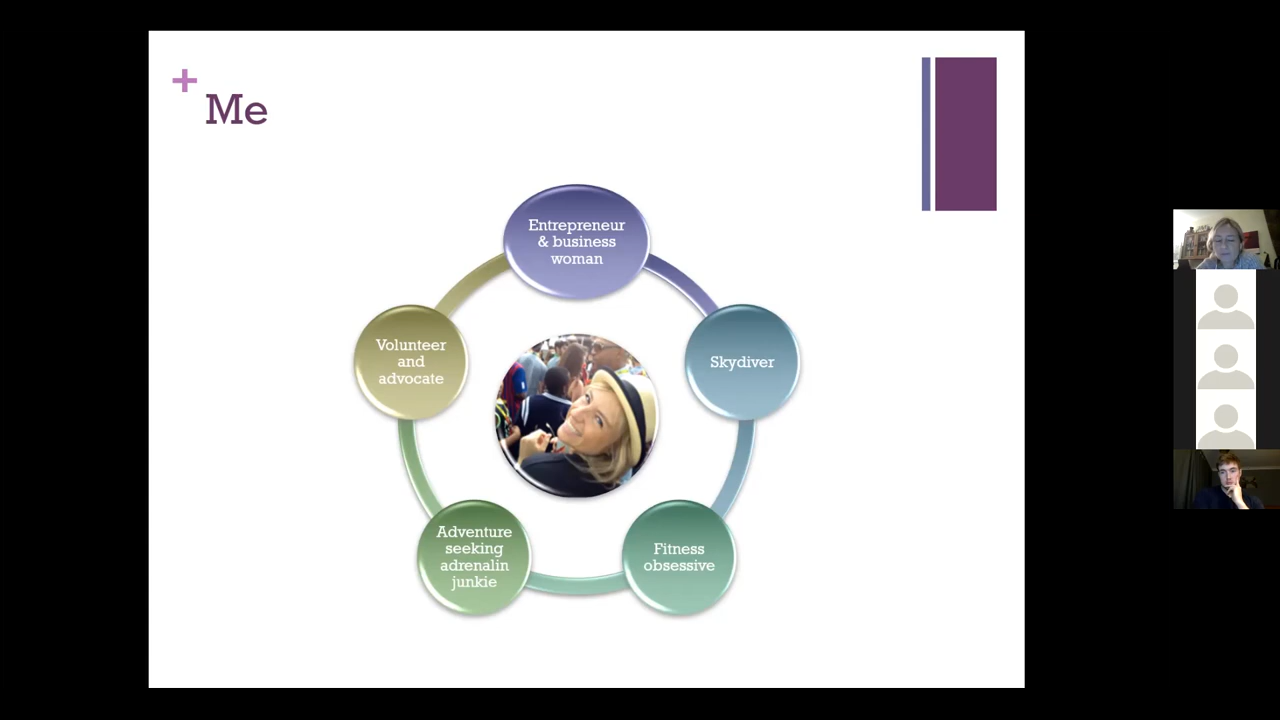 +
Me
Entrepreneur
& business
woman
Skydiver
Fitness
obsessive
Adventure
seeking
adrenalin
junkie
Volunteer
and
advocate